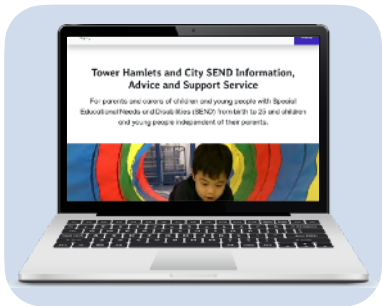 Tower Hamlets and City SEND Information,
Advice and Support Service
For parents and carers of children and young people with Special
Educational Needs and Disabilities (SEND) from birth to 25 and children
and young people independent of their parents.